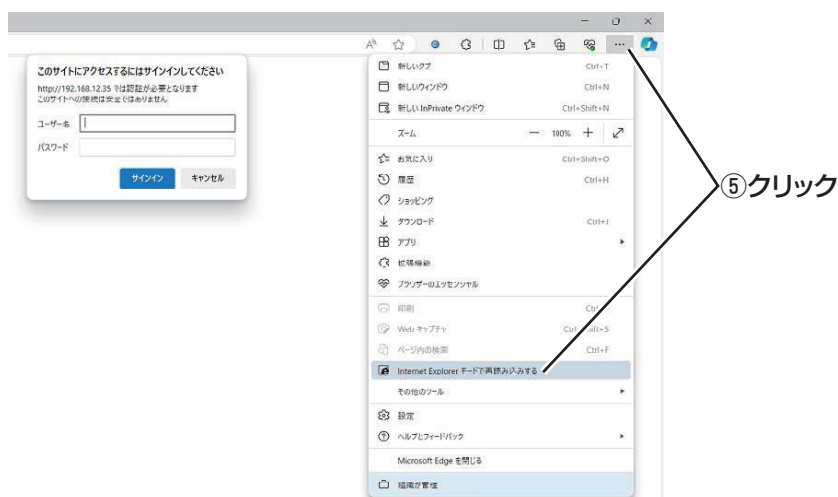 このサイトにアクセスするにはサインインしてください
http://192.168.12.35 では認証が必要となります
このサイトへの接続は安全ではありません
ユーザー名
パスワード
サインイン キャンセル
新しいタブ Ctrl+T
新しいウィンドウ Ctrl+N
新しい InPrivate ウィンドウ Ctrl+Shift+N
ズーム 100%
お気に入り Ctrl+Shift+O
履歴 Ctrl+H
ショッピング
ダウンロード Ctrl+J
アプリ
拡張機能
ブラウザーのエッセンシャル
印刷
Web キャプチャ
ページ内の検索 Ctrl+F
Internet Explorer モードで再読み込みする
その他のツール
設定
ヘルプとフィードバック
Microsoft Edge を閉じる
組織が管理
⑤クリック